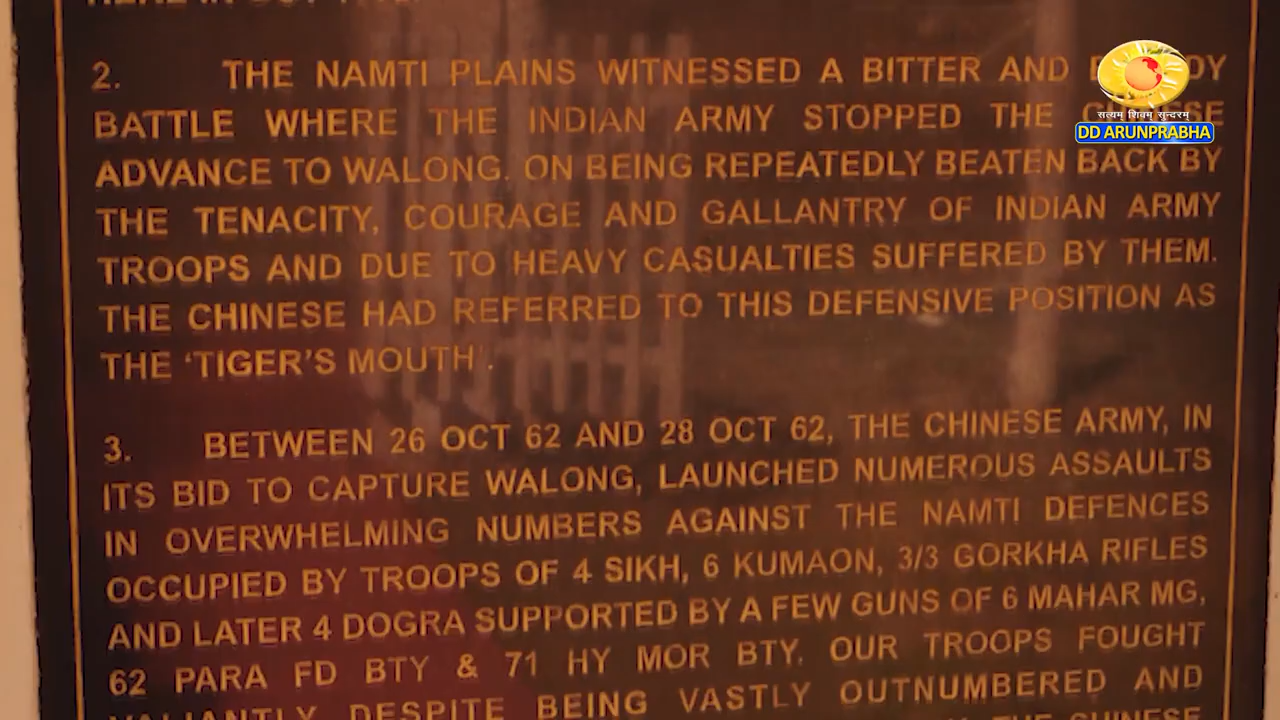 2. THE NAMTI PLAINS WITNESSED A BITTER AND
BATTLE WHERE THE INDIAN ARMY STOPPED THE CHINESE
ADVANCE TO WALONG. ON BEING REPEATEDLY BEATEN BACK BY
THE TENACITY, COURAGE AND GALLANTRY OF INDIAN ARMY
TROOPS AND DUE TO HEAVY CASUALTIES SUFFERED BY THEM.
THE CHINESE HAD REFERRED TO THIS DEFENSIVE POSITION AS
THE ‘TIGER’S MOUTH’.
3. BETWEEN 26 OCT 62 AND 28 OCT 62, THE CHINESE ARMY, IN
ITS BID TO CAPTURE WALONG, LAUNCHED NUMEROUS ASSAULTS
IN OVERWHELMING NUMBERS AGAINST THE NAMTI DEFENCES
OCCUPIED BY TROOPS OF 4 SIKH, 6 KUMAON, 3/3 GORKHA RIFLES
AND LATER 4 DOGRA SUPPORTED BY A FEW GUNS OF 6 MAHAR MG,
62 PARA FD BTY & 71 HY MOR BTY. OUR TROOPS FOUGHT
VALIANTLY DESPITE BEING VASTLY OUTNUMBERED AND
THE CHINESE
सत्यम् शिवम् सुन्दरम्
DD ARUNPRABHA